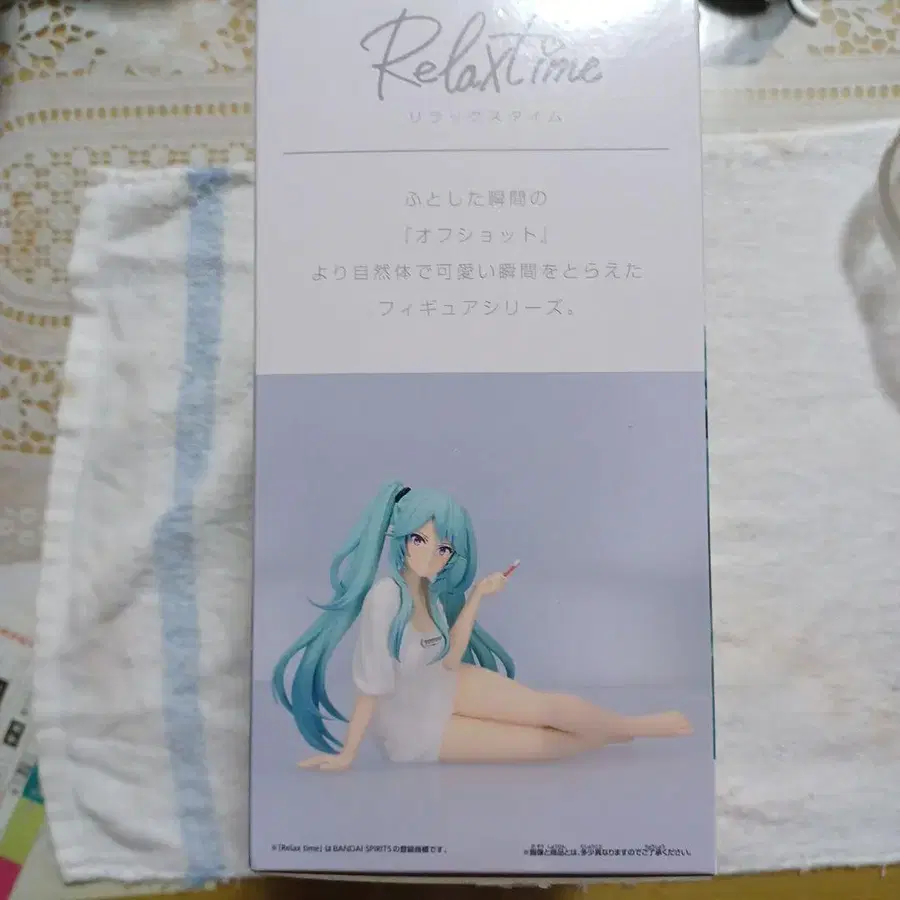 Relax time
リラックスタイム
ふとした瞬間の
『オフショット』
より自然体で可愛い瞬間をとらえた
フィギュアシリーズ。
※「Relax time」はBANDAI SPIRITSの登録商標です。
※画像と商品とは、多少異なりますのでご了承ください。